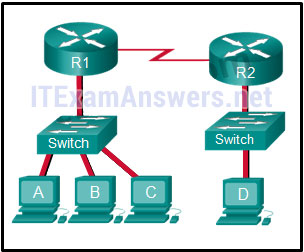 R1
R2
ITExamAnswers.net
Switch
Switch
A
B
C
D